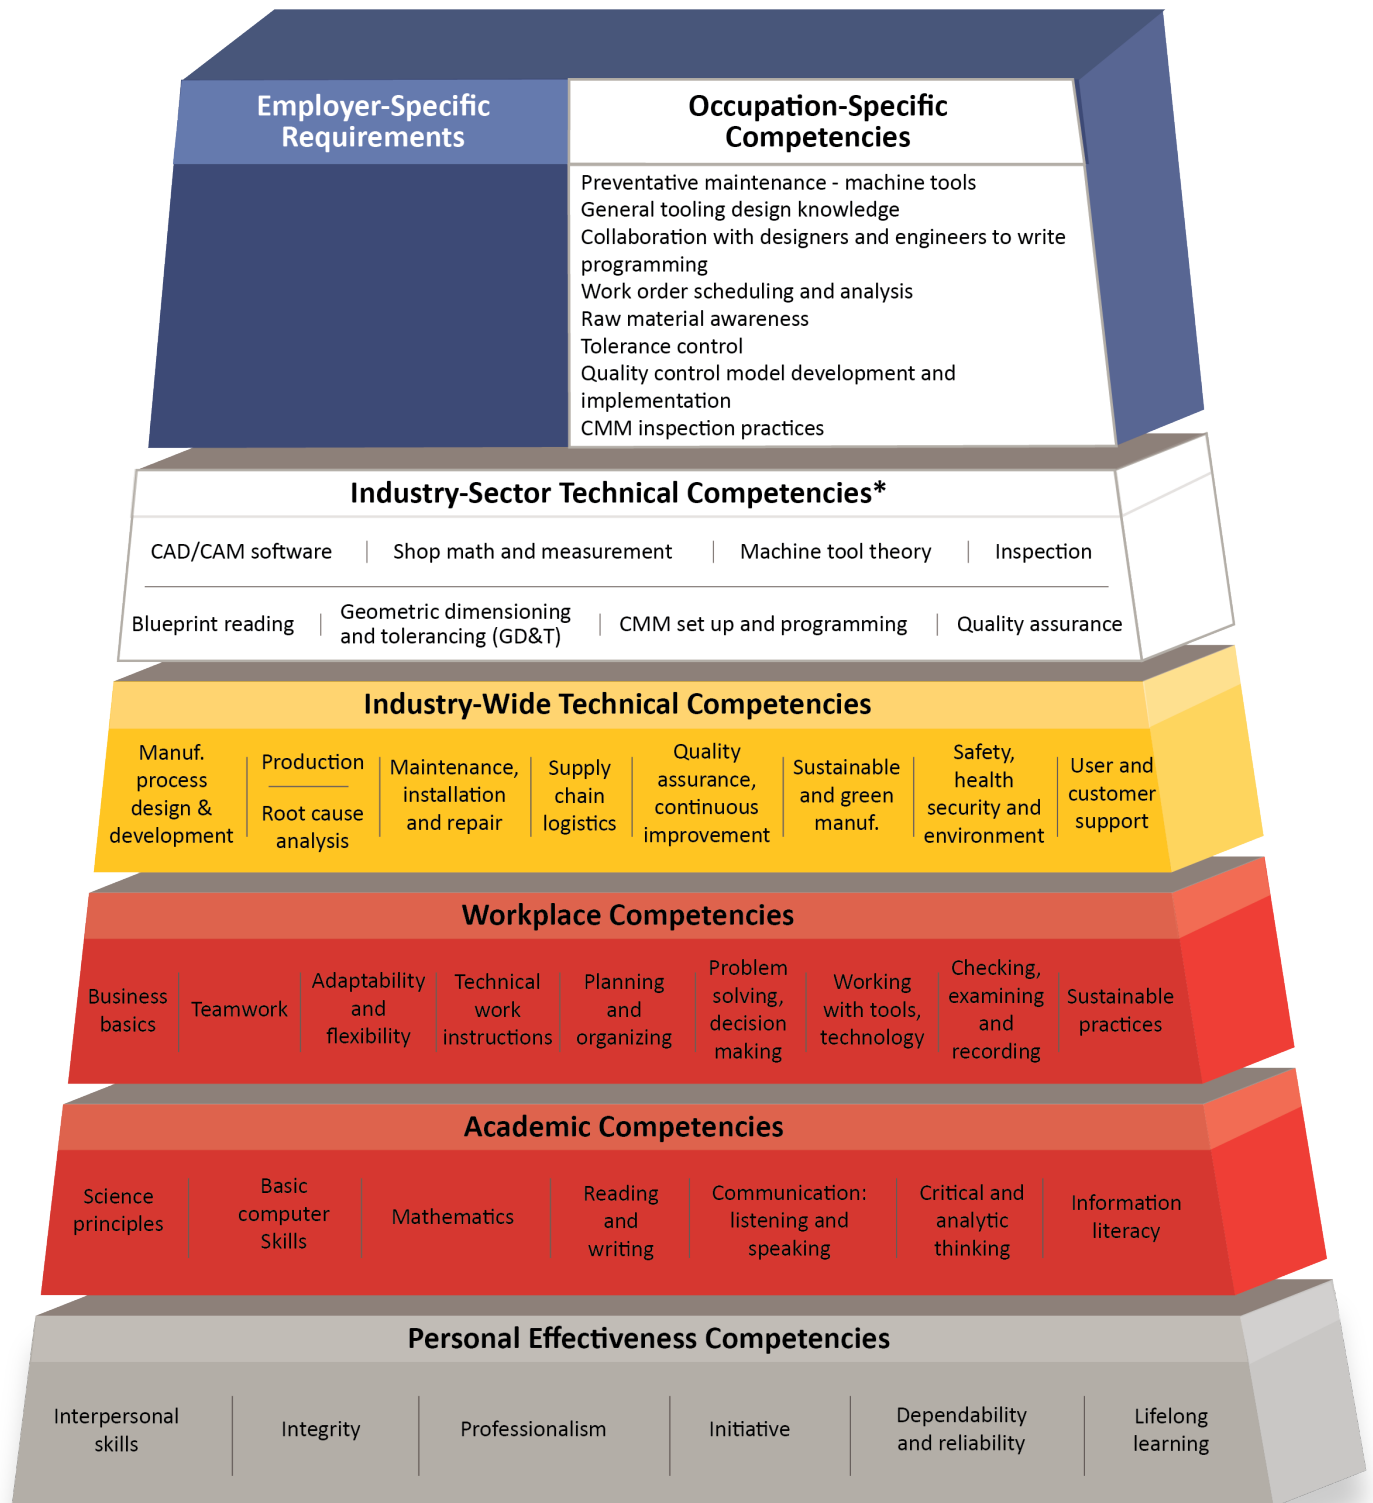 Employer-Specific
Requirements
Occupation-Specific
Competencies
Preventative maintenance - machine tools
General tooling design knowledge
Collaboration with designers and engineers to write
programming
Work order scheduling and analysis
Raw material awareness
Tolerance control
Quality control model development and
implementation
CMM inspection practices
Industry-Sector Technical Competencies*
CAD/CAM software
Shop math and measurement
Machine tool theory
Inspection
Blueprint reading
Geometric dimensioning
and tolerancing (GD&T)
CMM set up and programming
Quality assurance
Industry-Wide Technical Competencies
Manuf.
process
design &
development
Production
Root cause
analysis
Maintenance,
installation
and repair
Supply
chain
logistics
Quality
assurance,
continuous
improvement
Sustainable
and green
manuf.
Safety,
health
security and
environment
User and
customer
support
Workplace Competencies
Business
basics
Teamwork
Adaptability
and
flexibility
Technical
work
instructions
Planning
and
organizing
Problem
solving,
decision
making
Working
with tools,
technology
Checking,
examining
and
recording
Sustainable
practices
Academic Competencies
Science
principles
Basic
computer
Skills
Mathematics
Reading
and
writing
Communication:
listening and
speaking
Critical and
analytic
thinking
Information
literacy
Personal Effectiveness Competencies
Interpersonal
skills
Integrity
Professionalism
Initiative
Dependability
and reliability
Lifelong
learning